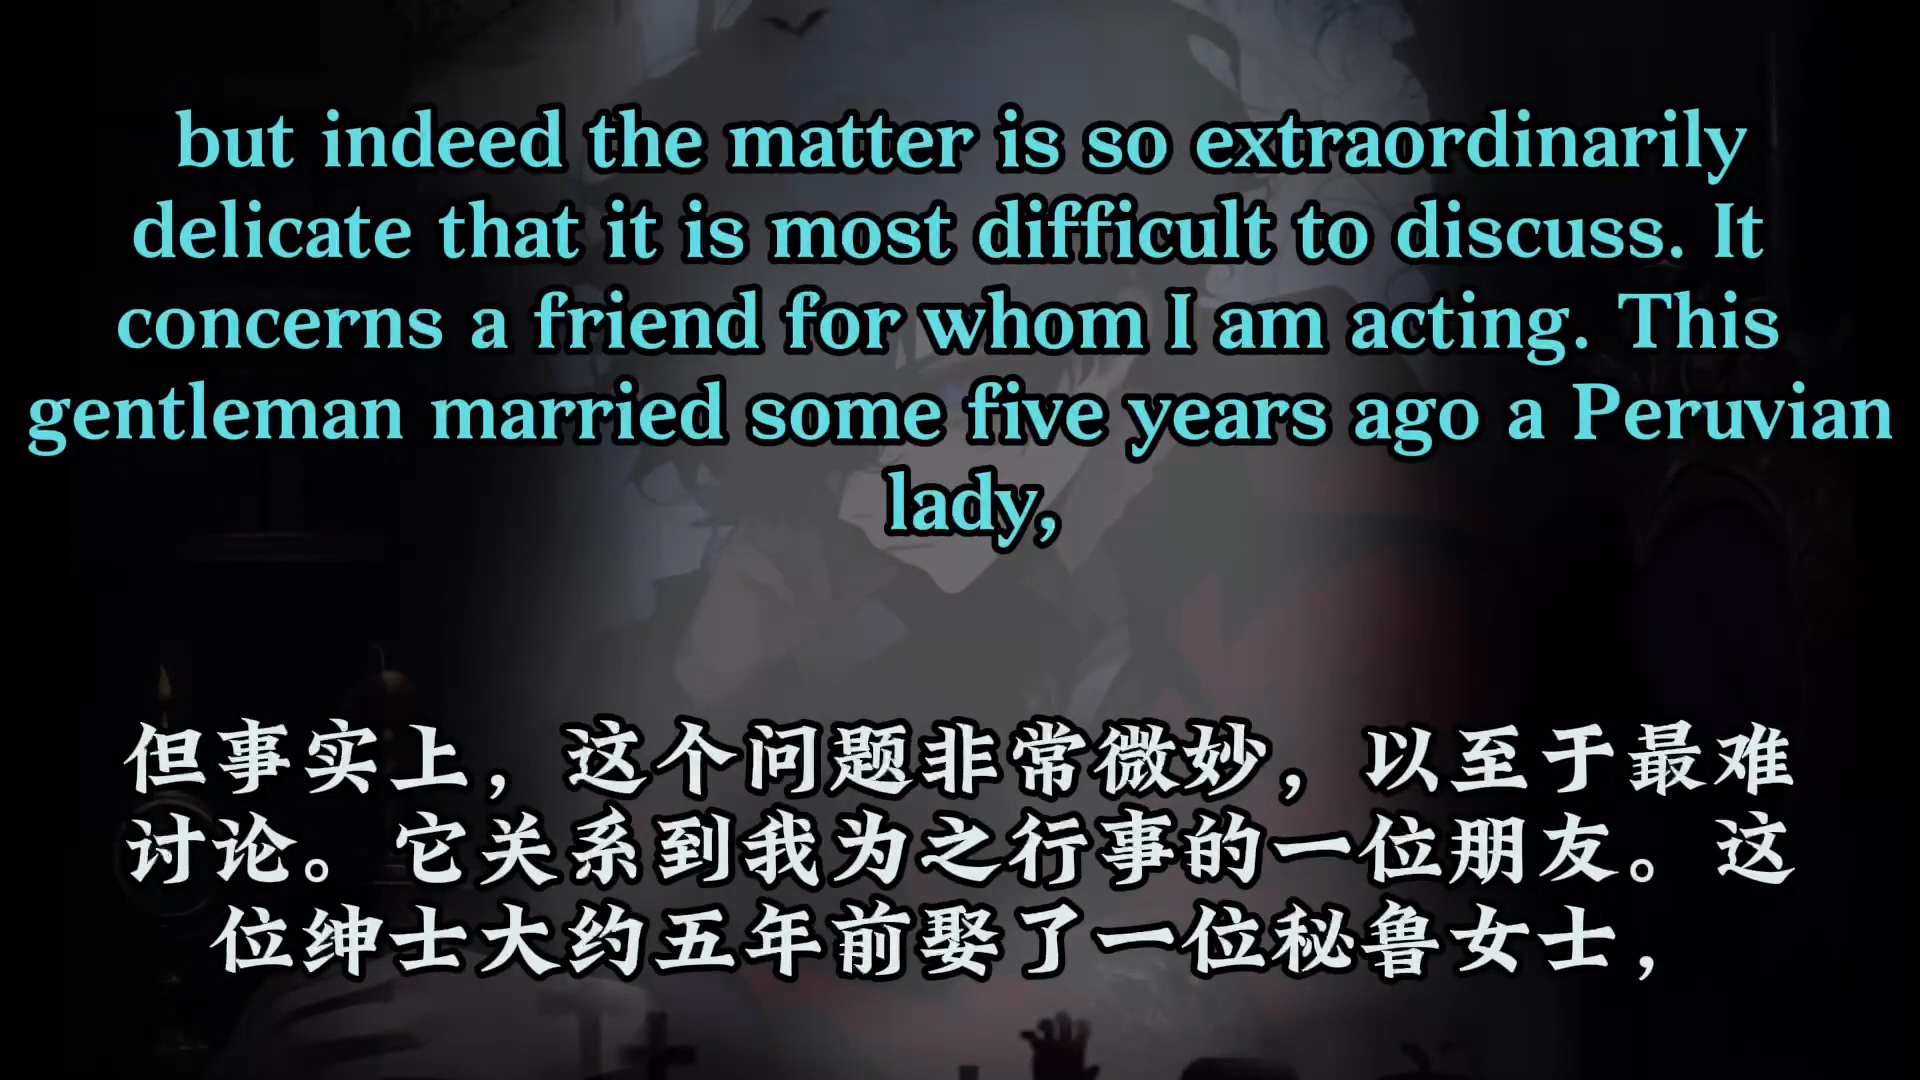 but indeed the matter is so extraordinarily
delicate that it is most difficult to discuss. It
concerns a friend for whom I am acting. This
gentleman married some five years ago a Peruvian
lady,
但事实上，这个问题非常微妙，以至于最难
讨论。它关系到我为之行事的一位朋友。这
位绅士大约五年前娶了一位秘鲁女士，